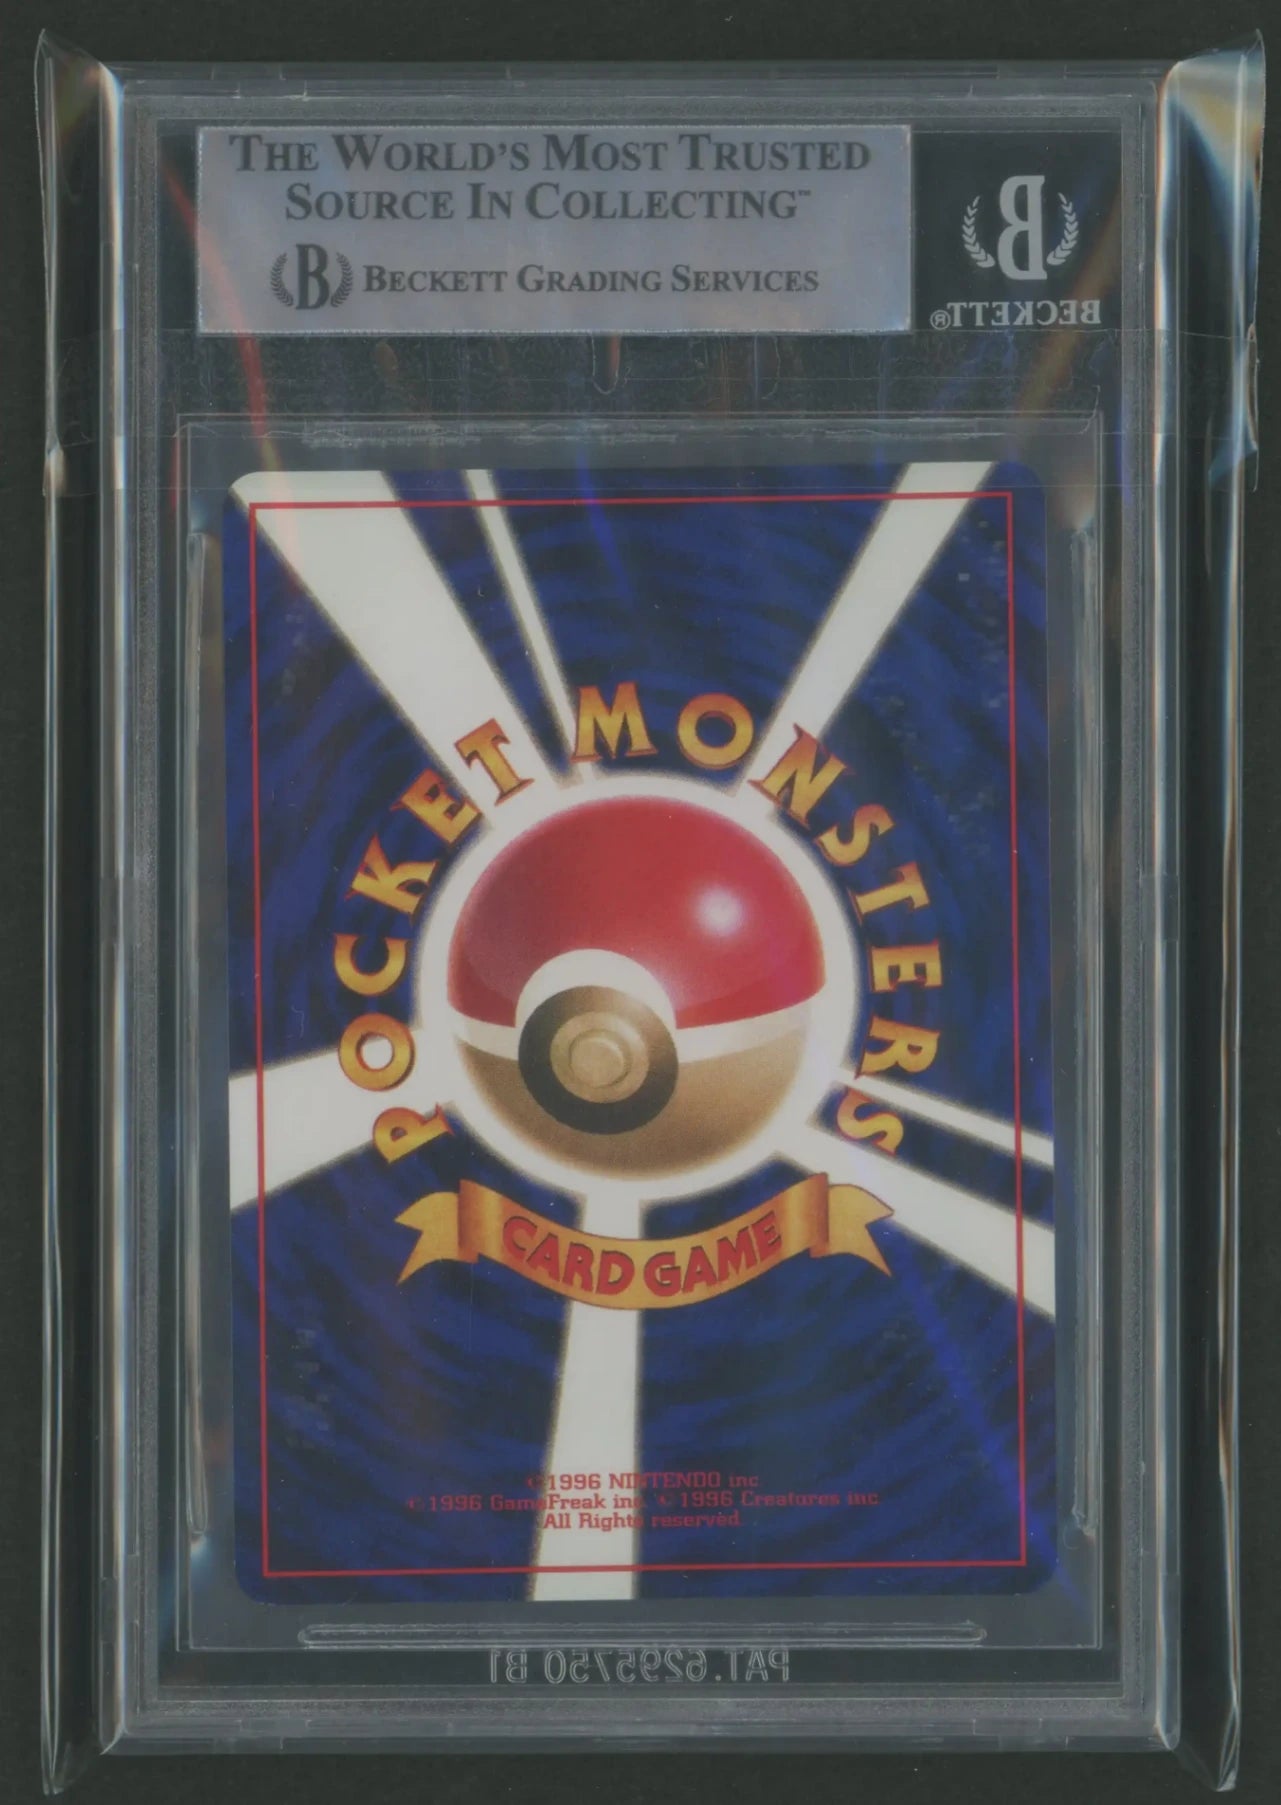 THE WORLD'S MOST TRUSTED
SOURCE IN COLLECTING™
B BECKETT GRADING SERVICES
B
BECKETT®
POCKET MONSTERS
CARD GAME
©1996 NINTENDO inc.
©1996 GameFreak inc. ©1996 Creatures inc.
All Rights reserved.
PAT.6295750 B1